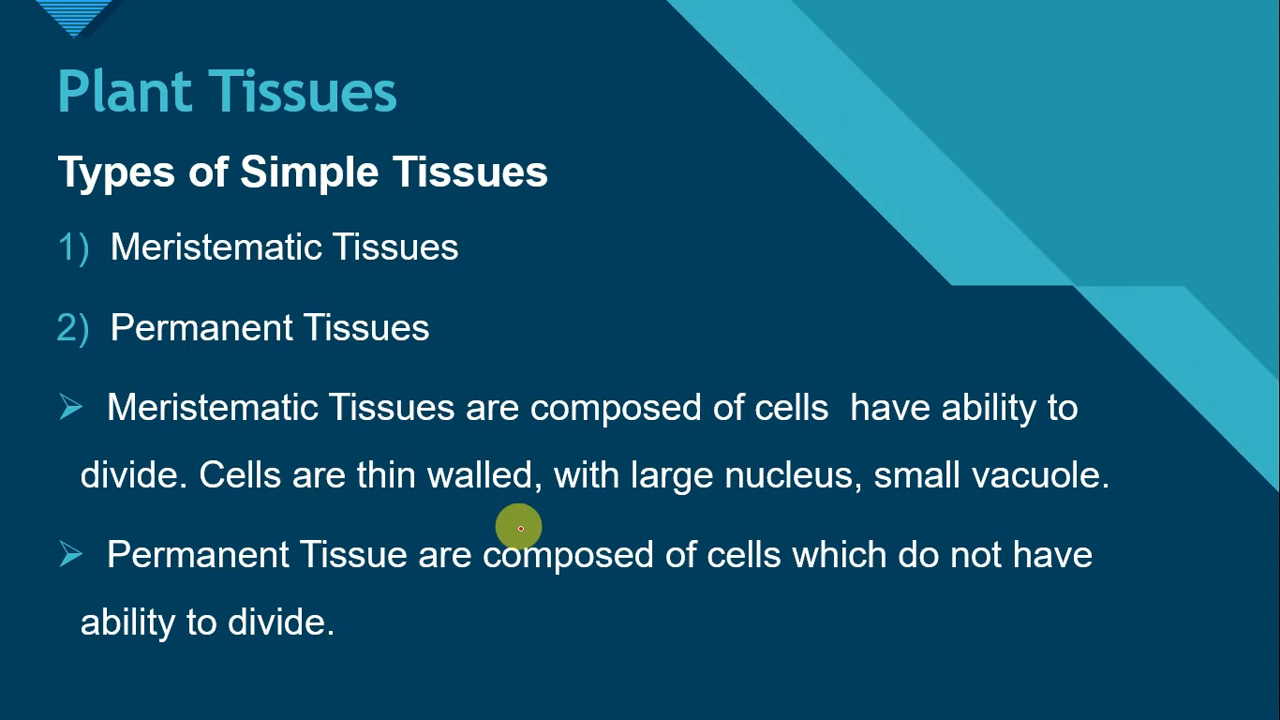 Plant Tissues
Types of Simple Tissues
1) Meristematic Tissues
2) Permanent Tissues
➢ Meristematic Tissues are composed of cells  have ability to
divide. Cells are thin walled, with large nucleus, small vacuole.
➢ Permanent Tissue are composed of cells which do not have
ability to divide.